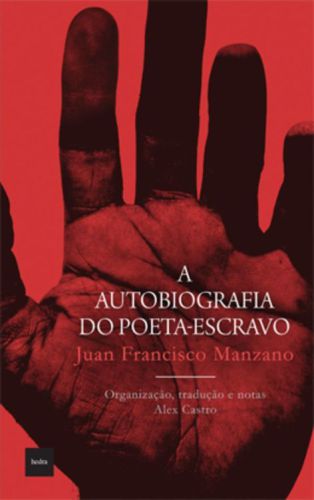 A
AUTOBIOGRAFIA
DO POETA-ESCRAVO
Juan Francisco Manzano
Organização, tradução e notas
Alex Castro
hedra